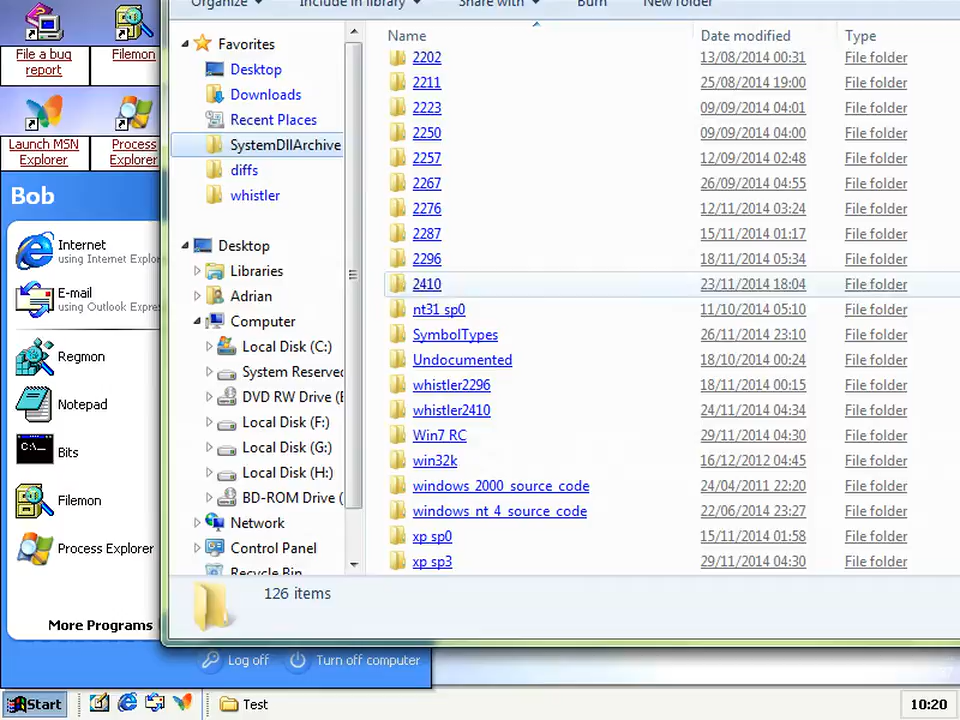 Organize
Include in library
Share with
Burn
New folder
File a bug
report
Filemon
Launch MSN
Explorer
Process
Explorer
Bob
Internet
using Internet Explor
E-mail
using Outlook Expre
Regmon
Notepad
Bits
Filemon
Process Explorer
More Programs
Log off
Turn off computer
Favorites
Desktop
Downloads
Recent Places
SystemDllArchive
diffs
whistler
Desktop
Libraries
Adrian
Computer
Local Disk (C:)
System Reserved
DVD RW Drive (E
Local Disk (F:)
Local Disk (G:)
Local Disk (H:)
BD-ROM Drive (
Network
Control Panel
Recycle Bin
Name Date modified Type
2202 13/08/2014 00:31 File folder
2211 25/08/2014 19:00 File folder
2223 09/09/2014 04:01 File folder
2250 09/09/2014 04:00 File folder
2257 12/09/2014 02:48 File folder
2267 26/09/2014 04:55 File folder
2276 12/11/2014 03:24 File folder
2287 15/11/2014 01:17 File folder
2296 18/11/2014 05:34 File folder
2410 23/11/2014 18:04 File folder
nt31 sp0 11/10/2014 05:10 File folder
SymbolTypes 26/11/2014 23:10 File folder
Undocumented 18/10/2014 00:24 File folder
whistler2296 18/11/2014 00:15 File folder
whistler2410 24/11/2014 04:34 File folder
Win7 RC 29/11/2014 04:30 File folder
win32k 16/12/2012 04:45 File folder
windows_2000_source_code 24/04/2011 22:20 File folder
windows_nt_4_source_code 22/06/2014 23:27 File folder
xp sp0 15/11/2014 01:58 File folder
xp sp3 29/11/2014 04:30 File folder
126 items
Start
Test
10:20